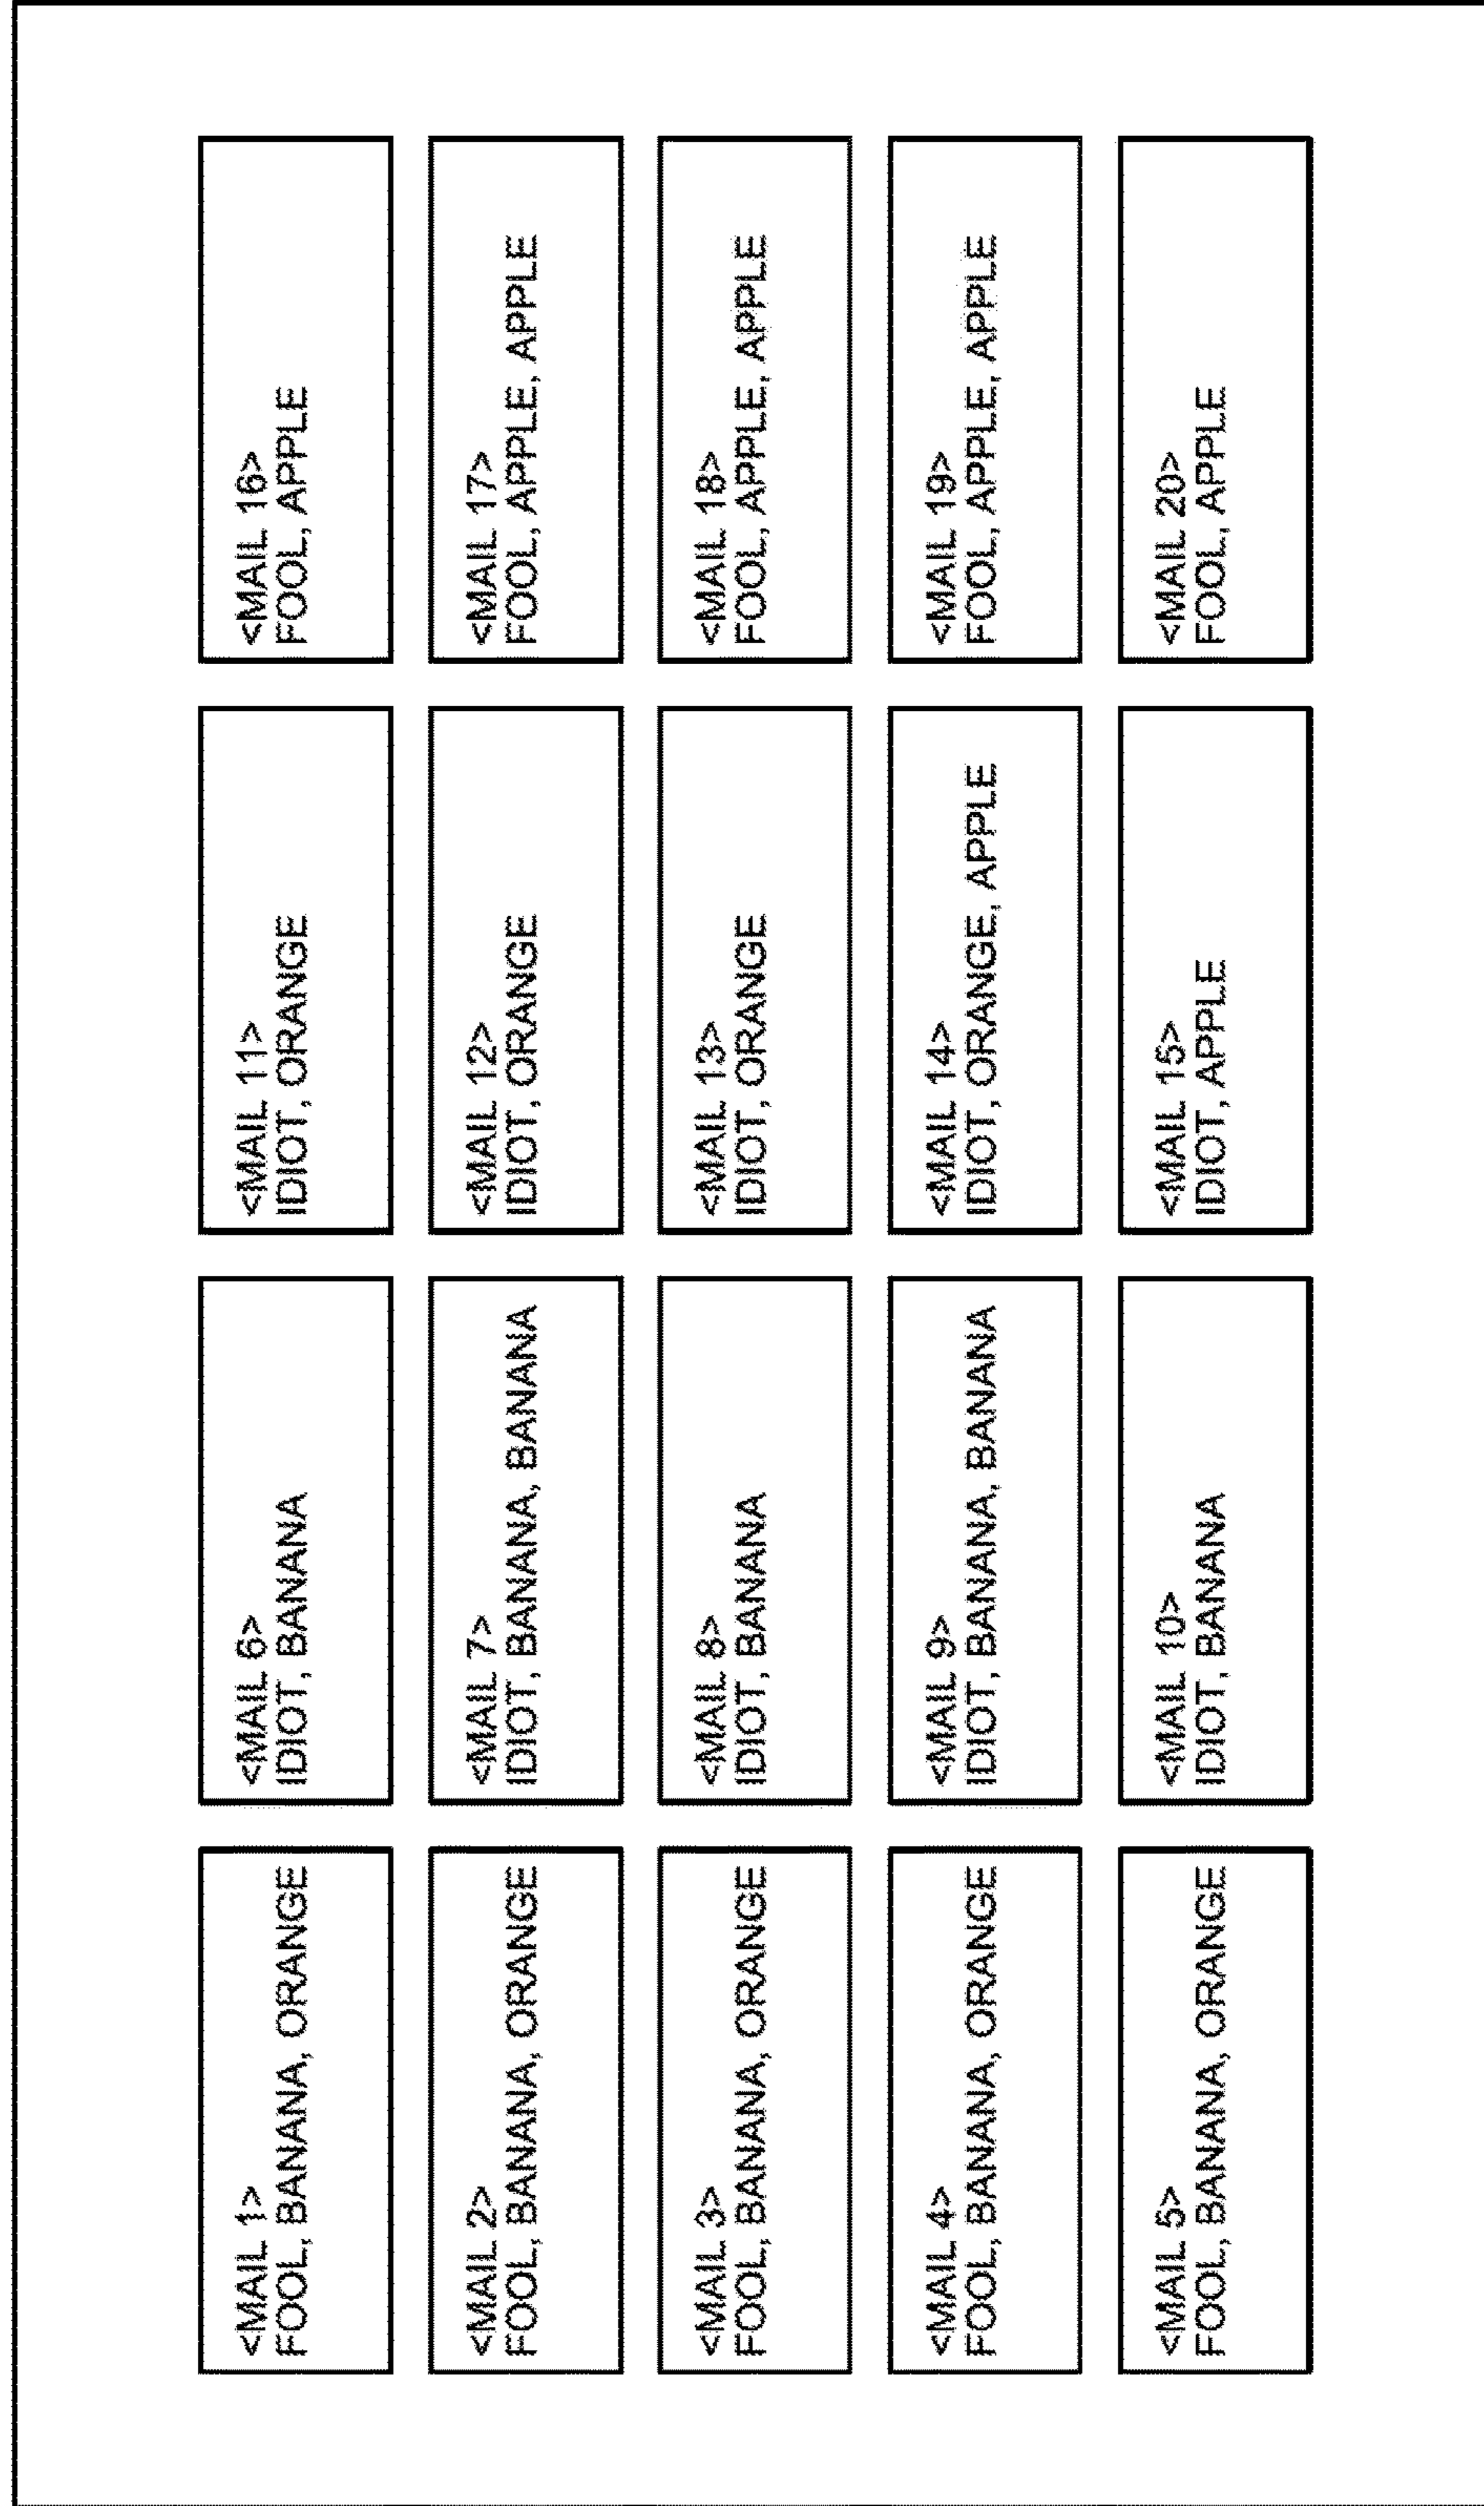 <MAIL 1>
FOOL, BANANA, ORANGE
<MAIL 2>
FOOL, BANANA, ORANGE
<MAIL 3>
FOOL, BANANA, ORANGE
<MAIL 4>
FOOL, BANANA, ORANGE
<MAIL 5>
FOOL, BANANA, ORANGE
<MAIL 6>
IDIOT, BANANA
<MAIL 7>
IDIOT, BANANA, BANANA
<MAIL 8>
IDIOT, BANANA
<MAIL 9>
IDIOT, BANANA, BANANA
<MAIL 10>
IDIOT, BANANA
<MAIL 11>
IDIOT, ORANGE
<MAIL 12>
IDIOT, ORANGE
<MAIL 13>
IDIOT, ORANGE
<MAIL 14>
IDIOT, ORANGE, APPLE
<MAIL 15>
IDIOT, APPLE
<MAIL 16>
FOOL, APPLE
<MAIL 17>
FOOL, APPLE, APPLE
<MAIL 18>
FOOL, APPLE, APPLE
<MAIL 19>
FOOL, APPLE, APPLE
<MAIL 20>
FOOL, APPLE